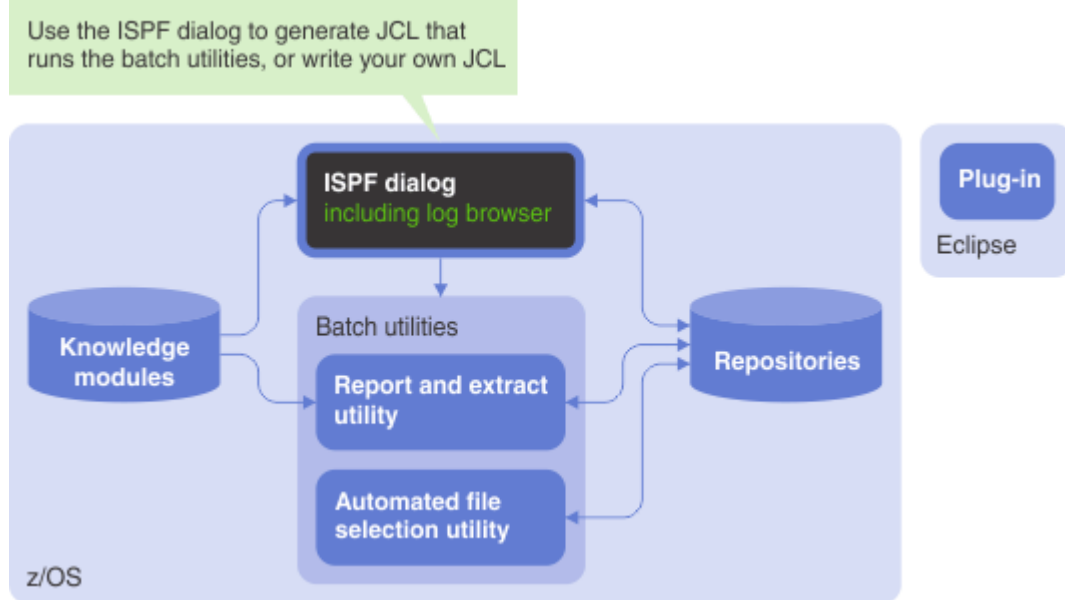 Use the ISPF dialog to generate JCL that
runs the batch utilities, or write your own JCL
ISPF dialog
including log browser
Plug-in
Eclipse
Knowledge
modules
Batch utilities
Report and extract
utility
Repositories
Automated file
selection utility
z/OS